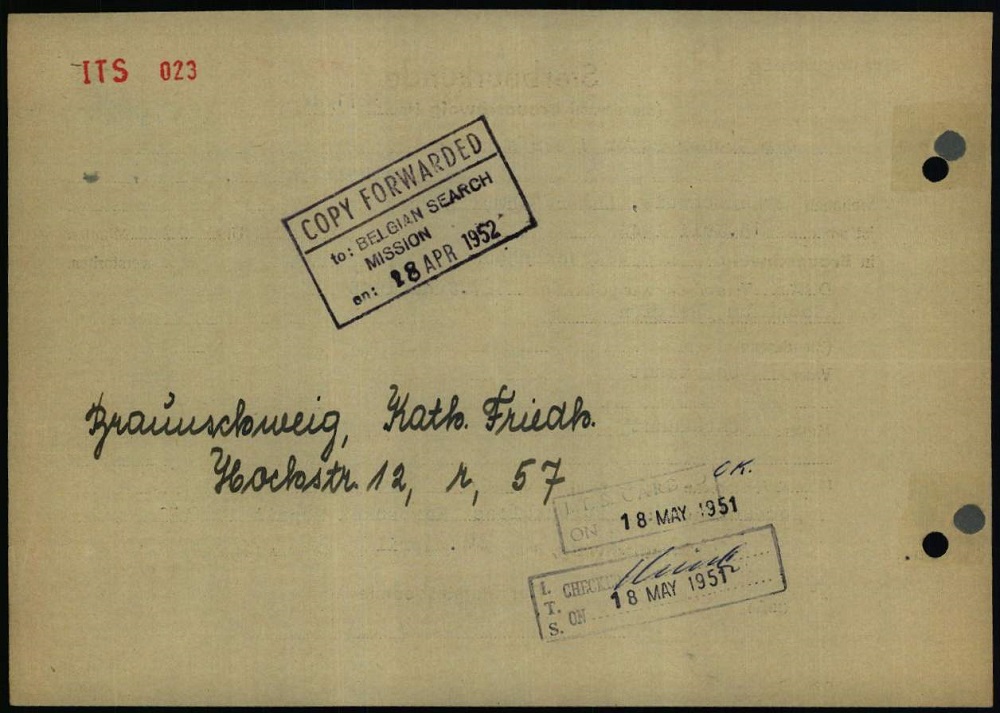 ITS 023
COPY FORWARDED
to: BELGIAN SEARCH
MISSION
on: 28 APR 1952
Braunschweig, Kath. Friedh.
Hochstr. 12, r, 57
CK.
ON 18 MAY 1951
I. CHECKED
T. 18 MAY 1951
S. ON